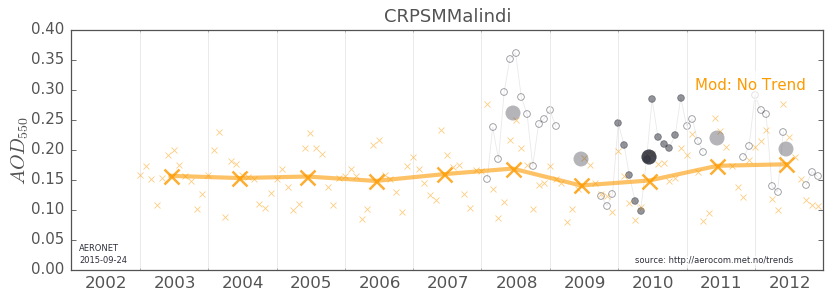 CRPSMMalindi
0.40
0.35
0.30
0.25
0.20
0.15
0.10
0.05
0.00
AOD550
Mod: No Trend
AERONET
2015-09-24
source: http://aerocom.met.no/trends
2002 2003 2004 2005 2006 2007 2008 2009 2010 2011 2012